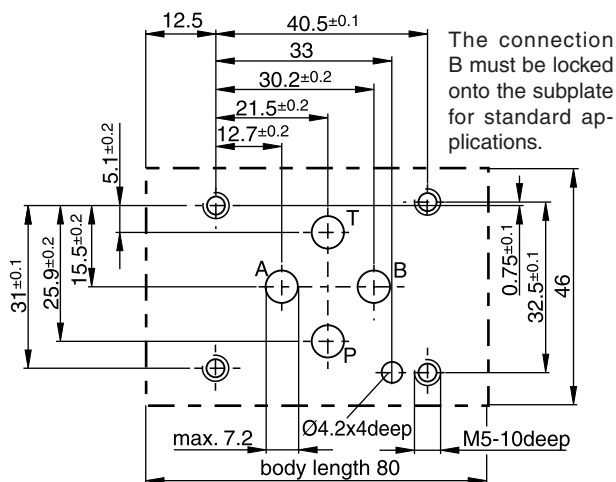 12.5
40.5±0.1
33
30.2±0.2
21.5±0.2
12.7±0.2
The connection
B must be locked
onto the subplate
for standard ap-
plications.
5.1±0.2
15.5±0.2
25.9±0.2
31±0.1
T
A
B
P
0.75±0.1
32.5±0.1
46
Ø4.2x4deep
max. 7.2
M5-10deep
body length 80